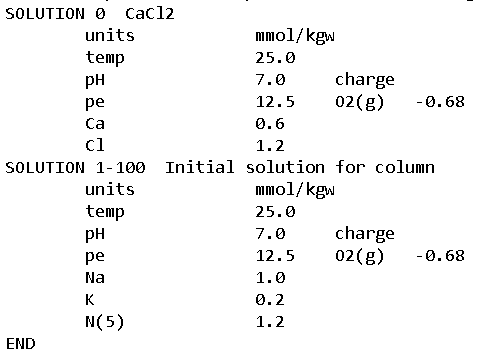 SOLUTION 0  CaCl2
units mmol/kgw
temp 25.0
pH 7.0 charge
pe 12.5 O2(g) -0.68
Ca 0.6
Cl 1.2
SOLUTION 1-100  Initial solution for column
units mmol/kgw
temp 25.0
pH 7.0 charge
pe 12.5 O2(g) -0.68
Na 1.0
K 0.2
N(5) 1.2
END